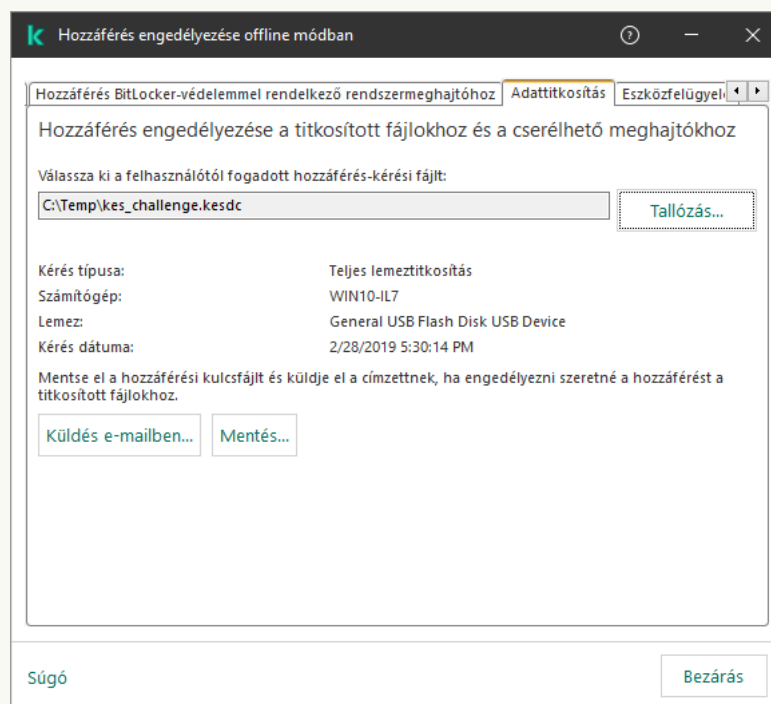 Hozzáférés engedélyezése offline módban
Hozzáférés BitLocker-védelemmel rendelkező rendszermeghajtóhoz Adattitkosítás Eszközfelügyel
Hozzáférés engedélyezése a titkosított fájlokhoz és a cserélhető meghajtókhoz
Válassza ki a felhasználótól fogadott hozzáférés-kérési fájlt:
C:\Temp\kes_challenge.kesdc Tallózás...
Kérés típusa: Teljes lemeztitkosítás
Számítógép: WIN10-IL7
Lemez: General USB Flash Disk USB Device
Kérés dátuma: 2/28/2019 5:30:14 PM
Mentse el a hozzáférési kulcsfájlt és küldje el a címzettnek, ha engedélyezni szeretné a hozzáférést a
titkosított fájlokhoz.
Küldés e-mailben... Mentés...
Súgó Bezárás